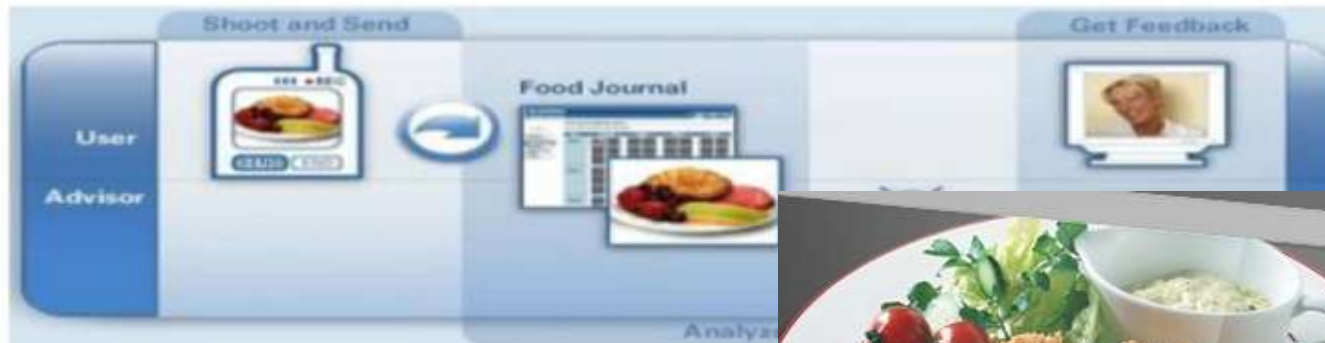 Shoot and Send
Get Feedback
Food Journal
User
Advisor